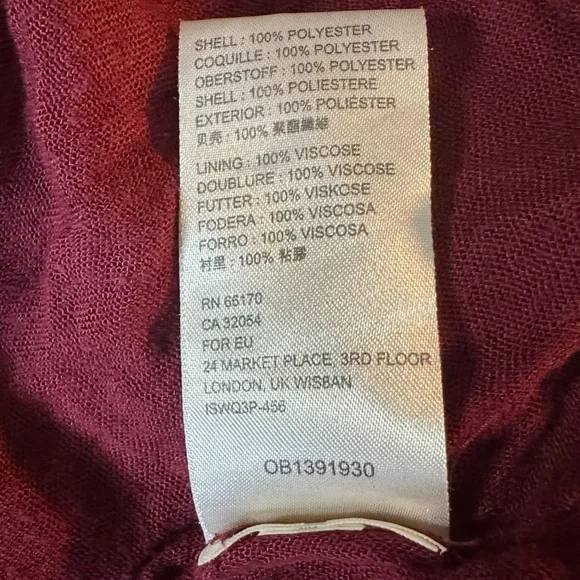 SHELL : 100% POLYESTER
COQUILLE : 100% POLYESTER
OBERSTOFF : 100% POLYESTER
SHELL : 100% POLIESTERE
EXTERIOR : 100% POLIÉSTER
贝壳 : 100% 聚酯纖維
LINING : 100% VISCOSE
DOUBLURE : 100% VISCOSE
FUTTER : 100% VISKOSE
FODERA : 100% VISCOSA
FORRO : 100% VISCOSA
衬里 : 100% 粘膠
RN 66170
CA 32054
FOR EU
24 MARKET PLACE, 3RD FLOOR
LONDON, UK WIS8AN
ISWQ3P-456
OB1391930